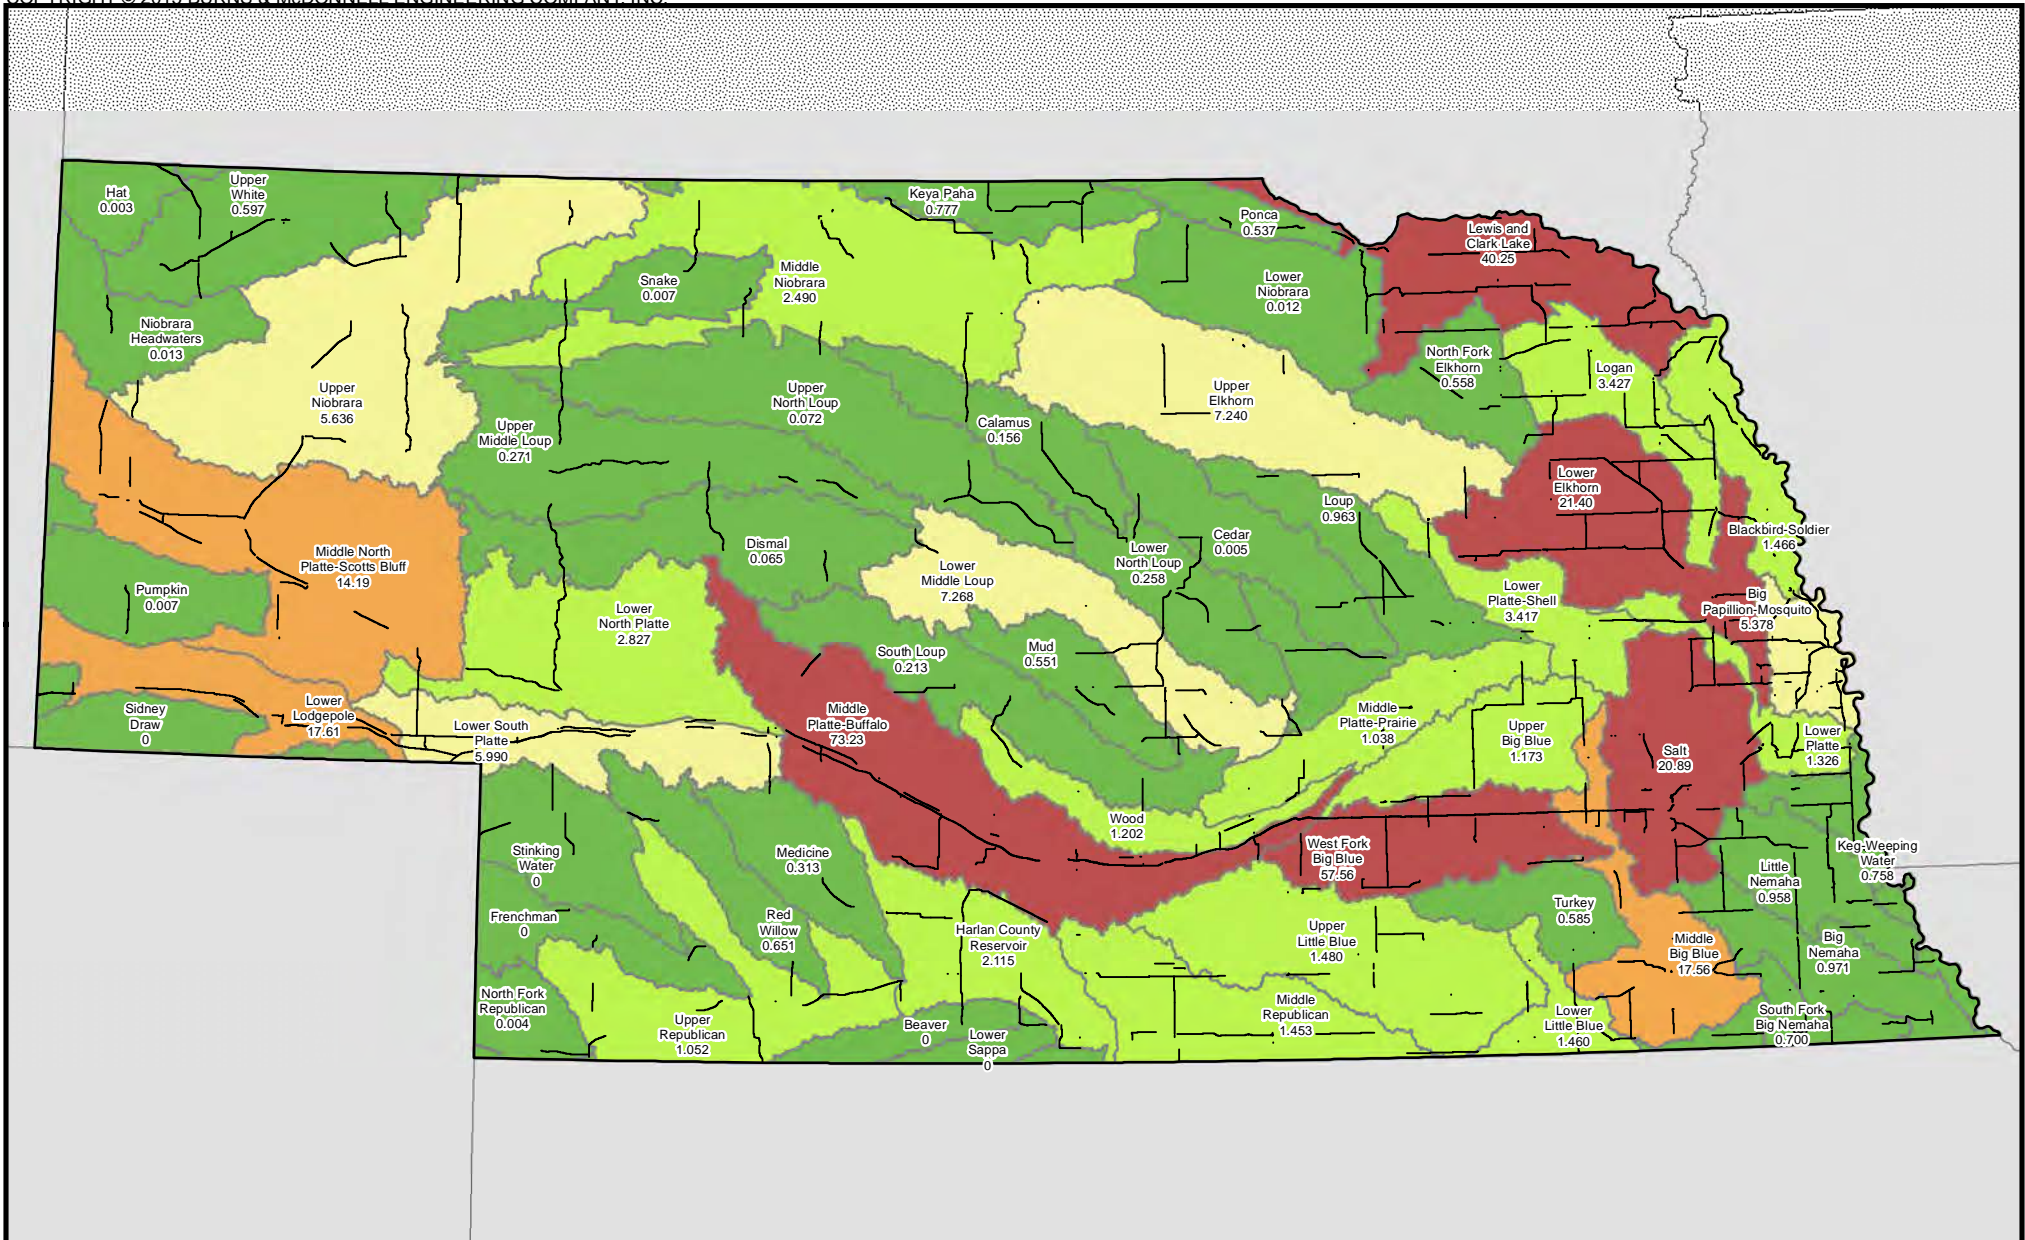 COPYRIGHT © 2015 BURNS & McDONNELL ENGINEERING COMPANY, INC.
Hat
0.003
Upper
White
0.597
Keya Paha
0.777
Ponca
0.537
Lewis and
Clark Lake
40.25
Snake
0.007
Middle
Niobrara
2.490
Lower
Niobrara
0.012
Niobrara
Headwaters
0.013
North Fork
Elkhorn
0.558
Logan
3.427
Upper
Niobrara
5.636
Upper
North Loup
0.072
Upper
Elkhorn
7.240
Upper
Middle Loup
0.271
Calamus
0.156
Lower
Elkhorn
21.40
Loup
0.963
Blackbird-Soldier
1.466
Middle North
Platte-Scotts Bluff
14.19
Dismal
0.065
Cedar
0.005
Lower
North Loup
0.258
Lower
Middle Loup
7.268
Pumpkin
0.007
Lower
Platte-Shell
3.417
Big
Papillion-Mosquito
5.378
Lower
North Platte
2.827
South Loup
0.213
Mud
0.551
Sidney
Draw
0
Lower
Lodgepole
17.61
Lower South
Platte
5.990
Middle
Platte-Buffalo
73.23
Middle
Platte-Prairie
1.038
Upper
Big Blue
1.173
Salt
20.89
Lower
Platte
1.326
Wood
1.202
Stinking
Water
0
Medicine
0.313
West Fork
Big Blue
57.56
Keg-Weeping
Water
0.758
Little
Nemaha
0.958
Frenchman
0
Red
Willow
0.651
Harlan County
Reservoir
2.115
Upper
Little Blue
1.480
Turkey
0.585
Middle
Big Blue
17.56
Big
Nemaha
0.971
North Fork
Republican
0.004
Upper
Republican
1.052
Beaver
0
Lower
Sappa
0
Middle
Republican
1.453
Lower
Little Blue
1.460
South Fork
Big Nemaha
0.700